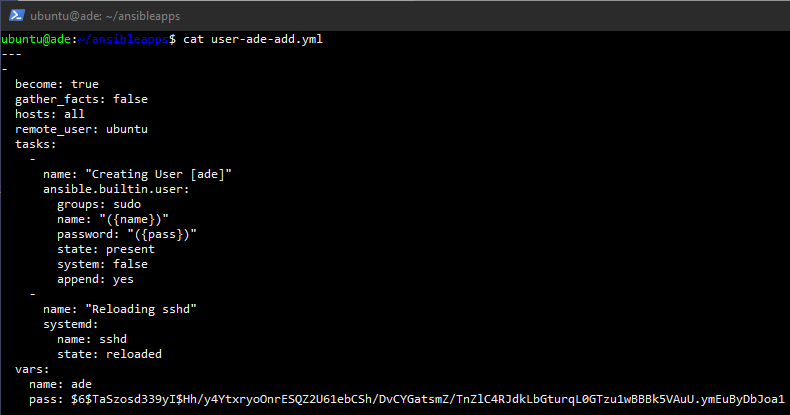 ubuntu@ade: ~/ansibleapps
ubuntu@ade:~/ansibleapps$ cat user-ade-add.yml
---
-
  become: true
  gather_facts: false
  hosts: all
  remote_user: ubuntu
  tasks:
    -
      name: "Creating User [ade]"
      ansible.builtin.user:
        groups: sudo
        name: "({name})"
        password: "({pass})"
        state: present
        system: false
        append: yes
    -
      name: "Reloading sshd"
      systemd:
        name: sshd
        state: reloaded
  vars:
    name: ade
    pass: $6$TaSzosd339yI$Hh/y4YtxryoOnrESQZ2U61ebCSh/DvCYGatsmZ/TnZlC4RJdkLbGturqL0GTzu1wBBBk5VAuU.ymEuByDbJoa1